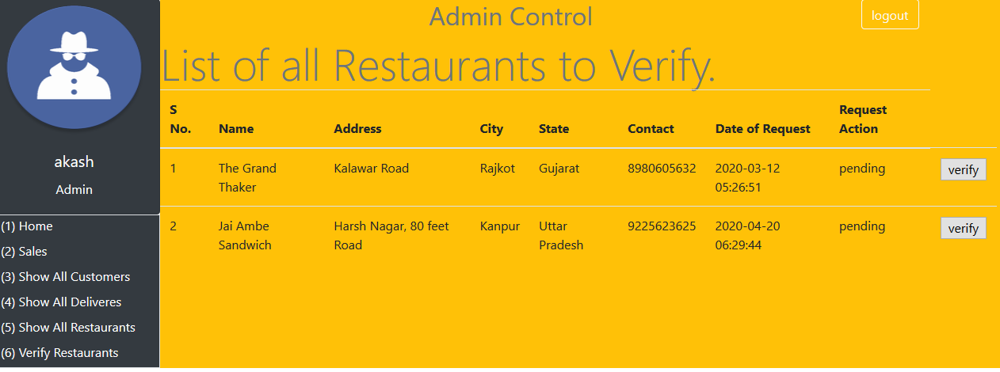 Admin Control
logout
akash
Admin
(1) Home
(2) Sales
(3) Show All Customers
(4) Show All Deliveres
(5) Show All Restaurants
(6) Verify Restaurants
List of all Restaurants to Verify.
S No. Name Address City State Contact Date of Request Request Action
1 The Grand Thaker Kalawar Road Rajkot Gujarat 8980605632 2020-03-12 05:26:51 pending verify
2 Jai Ambe Sandwich Harsh Nagar, 80 feet Road Kanpur Uttar Pradesh 9225623625 2020-04-20 06:29:44 pending verify